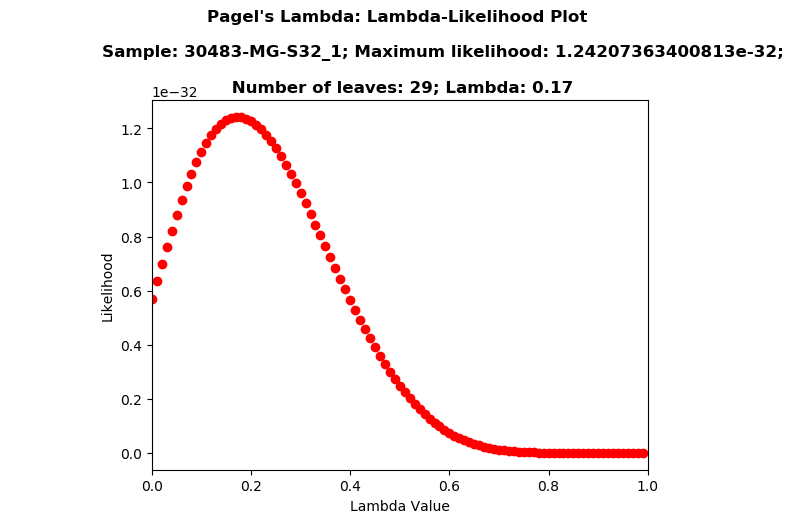 Pagel's Lambda: Lambda-Likelihood Plot
Sample: 30483-MG-S32_1; Maximum likelihood: 1.24207363400813e-32;
Number of leaves: 29; Lambda: 0.17
1e−32
1.2
1.0
0.8
0.6
0.4
0.2
0.0
Likelihood
0.0 0.2 0.4 0.6 0.8 1.0
Lambda Value